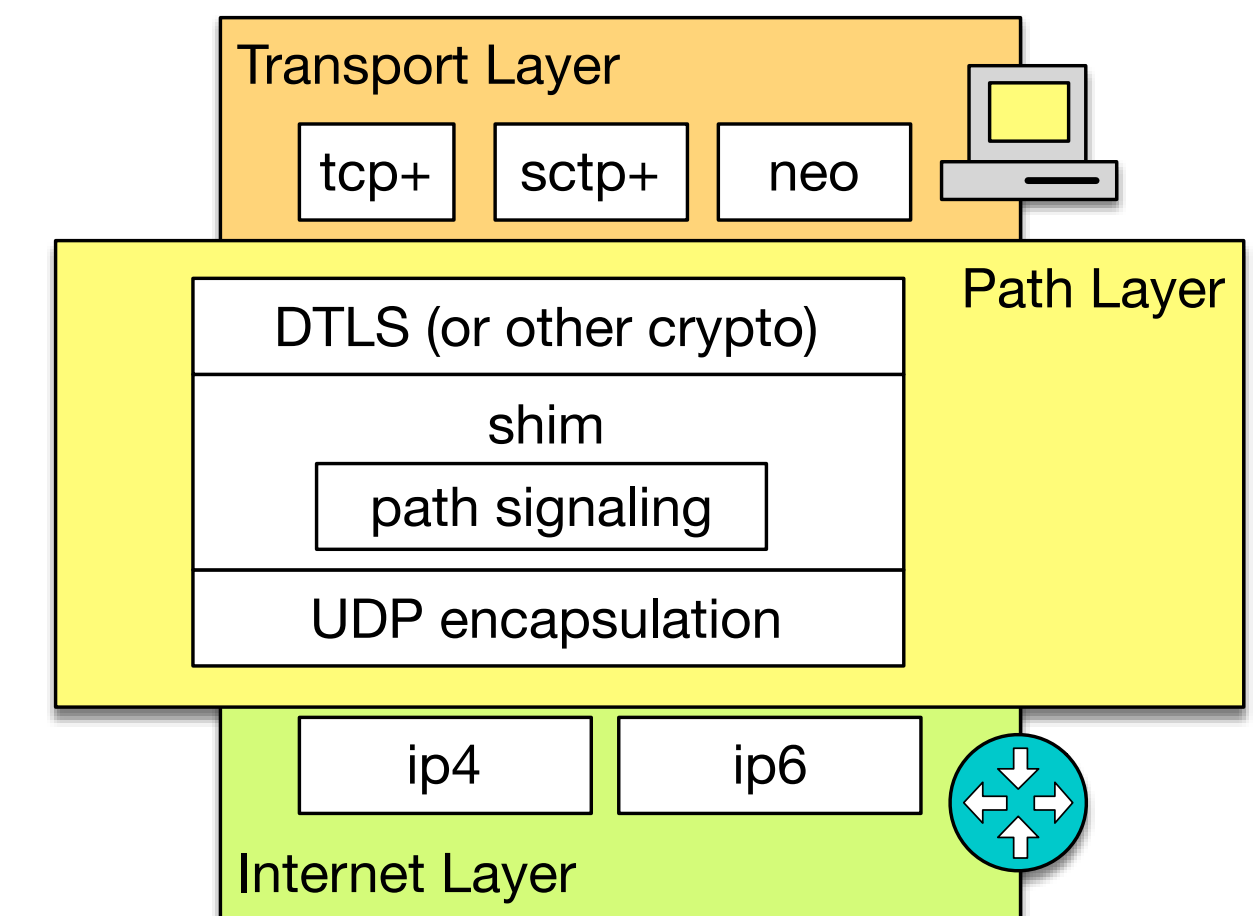 Transport Layer
tcp+ sctp+ neo
Path Layer
DTLS (or other crypto)
shim
path signaling
UDP encapsulation
ip4 ip6
Internet Layer